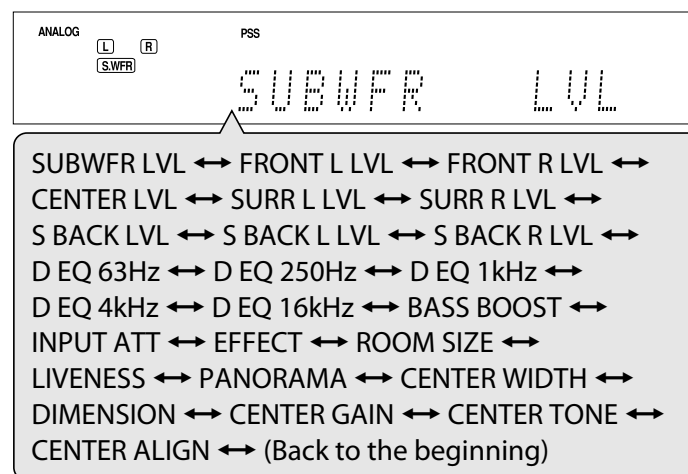 ANALOG PSS
L R
S.WFR
SUBWFR LVL
SUBWFR LVL ↔ FRONT L LVL ↔ FRONT R LVL ↔
CENTER LVL ↔ SURR L LVL ↔ SURR R LVL ↔
S BACK LVL ↔ S BACK L LVL ↔ S BACK R LVL ↔
D EQ 63Hz ↔ D EQ 250Hz ↔ D EQ 1kHz ↔
D EQ 4kHz ↔ D EQ 16kHz ↔ BASS BOOST ↔
INPUT ATT ↔ EFFECT ↔ ROOM SIZE ↔
LIVENESS ↔ PANORAMA ↔ CENTER WIDTH ↔
DIMENSION ↔ CENTER GAIN ↔ CENTER TONE ↔
CENTER ALIGN ↔ (Back to the beginning)